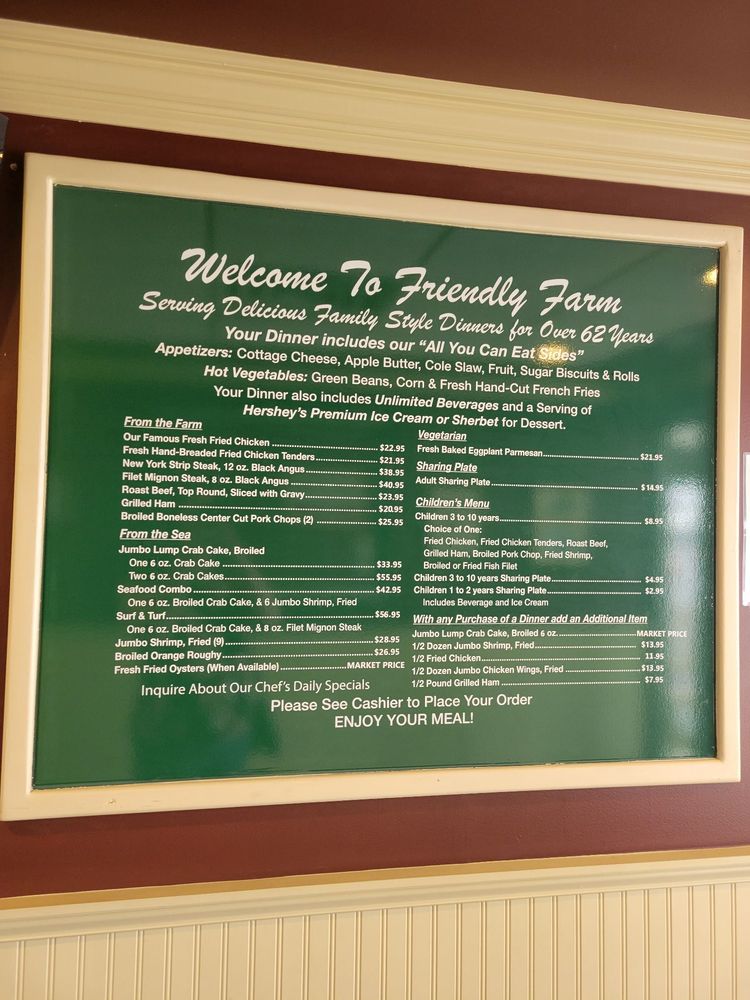 Welcome To Friendly Farm
Serving Delicious Family Style Dinners for Over 62 Years
Your Dinner includes our "All You Can Eat Sides"
Appetizers: Cottage Cheese, Apple Butter, Cole Slaw, Fruit, Sugar Biscuits & Rolls
Hot Vegetables: Green Beans, Corn & Fresh Hand-Cut French Fries
Your Dinner also includes Unlimited Beverages and a Serving of
Hershey's Premium Ice Cream or Sherbet for Dessert.
From the Farm
Our Famous Fresh Fried Chicken $22.95
Fresh Hand-Breaded Fried Chicken Tenders $21.95
New York Strip Steak, 12 oz. Black Angus $38.95
Filet Mignon Steak, 8 oz. Black Angus $40.95
Roast Beef, Top Round, Sliced with Gravy $23.95
Grilled Ham $20.95
Broiled Boneless Center Cut Pork Chops (2) $25.95
From the Sea
Jumbo Lump Crab Cake, Broiled
One 6 oz. Crab Cake $33.95
Two 6 oz. Crab Cakes $55.95
Seafood Combo $42.95
One 6 oz. Broiled Crab Cake, & 6 Jumbo Shrimp, Fried
Surf & Turf $56.95
One 6 oz. Broiled Crab Cake, & 8 oz. Filet Mignon Steak
Jumbo Shrimp, Fried (9) $28.95
Broiled Orange Roughy $26.95
Fresh Fried Oysters (When Available) MARKET PRICE
Inquire About Our Chef's Daily Specials
Vegetarian
Fresh Baked Eggplant Parmesan $21.95
Sharing Plate
Adult Sharing Plate $14.95
Children's Menu
Children 3 to 10 years $8.95
Choice of One:
Fried Chicken, Fried Chicken Tenders, Roast Beef,
Grilled Ham, Broiled Pork Chop, Fried Shrimp,
Broiled or Fried Fish Filet
Children 3 to 10 years Sharing Plate $4.95
Children 1 to 2 years Sharing Plate $2.95
Includes Beverage and Ice Cream
With any Purchase of a Dinner add an Additional Item
Jumbo Lump Crab Cake, Broiled 6 oz. MARKET PRICE
1/2 Dozen Jumbo Shrimp, Fried $13.95
1/2 Fried Chicken 11.95
1/2 Dozen Jumbo Chicken Wings, Fried $13.95
1/2 Pound Grilled Ham $7.95
Please See Cashier to Place Your Order
ENJOY YOUR MEAL!